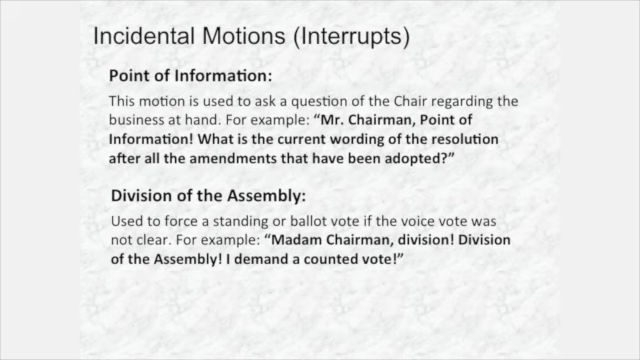 Incidental Motions (Interrupts)
Point of Information:
This motion is used to ask a question of the Chair regarding the
business at hand. For example: “Mr. Chairman, Point of
Information! What is the current wording of the resolution
after all the amendments that have been adopted?”
Division of the Assembly:
Used to force a standing or ballot vote if the voice vote was
not clear. For example: “Madam Chairman, division! Division
of the Assembly! I demand a counted vote!”